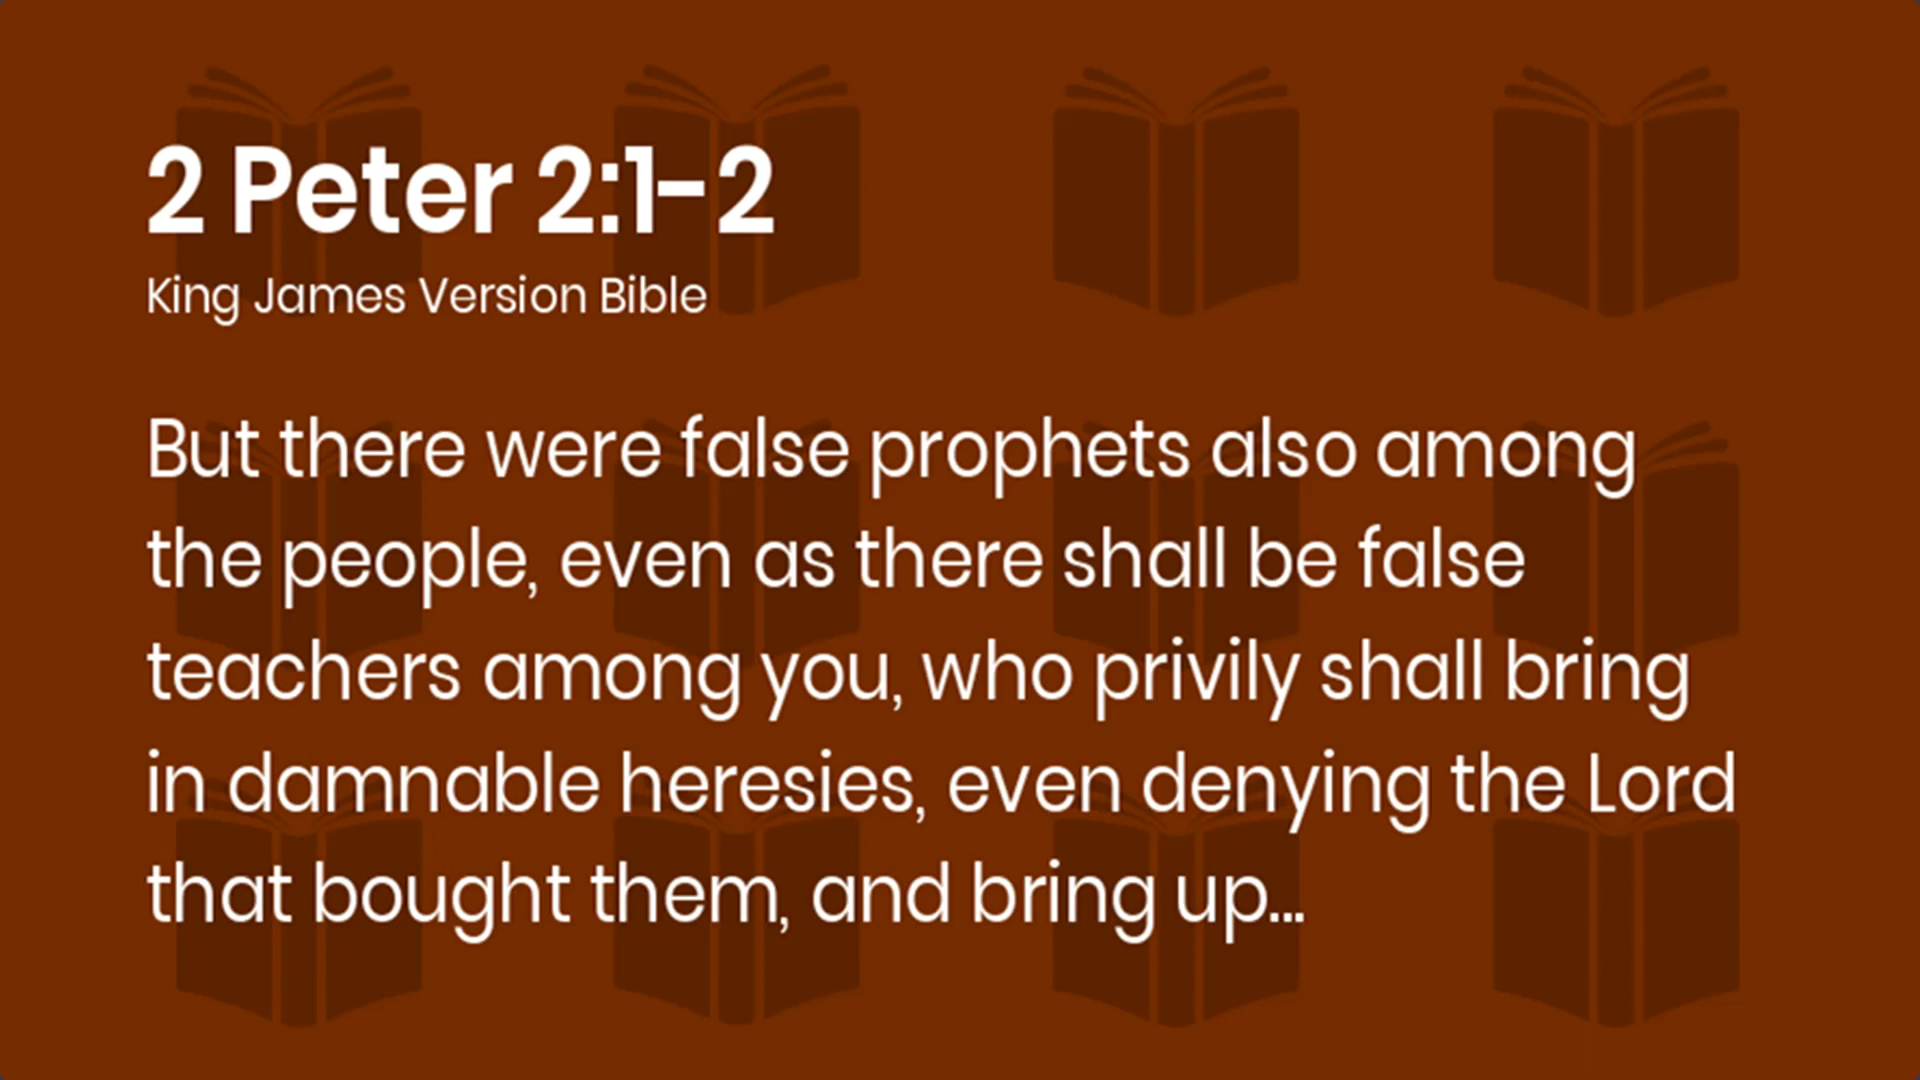 2 Peter 2:1-2
King James Version Bible
But there were false prophets also among
the people, even as there shall be false
teachers among you, who privily shall bring
in damnable heresies, even denying the Lord
that bought them, and bring up...